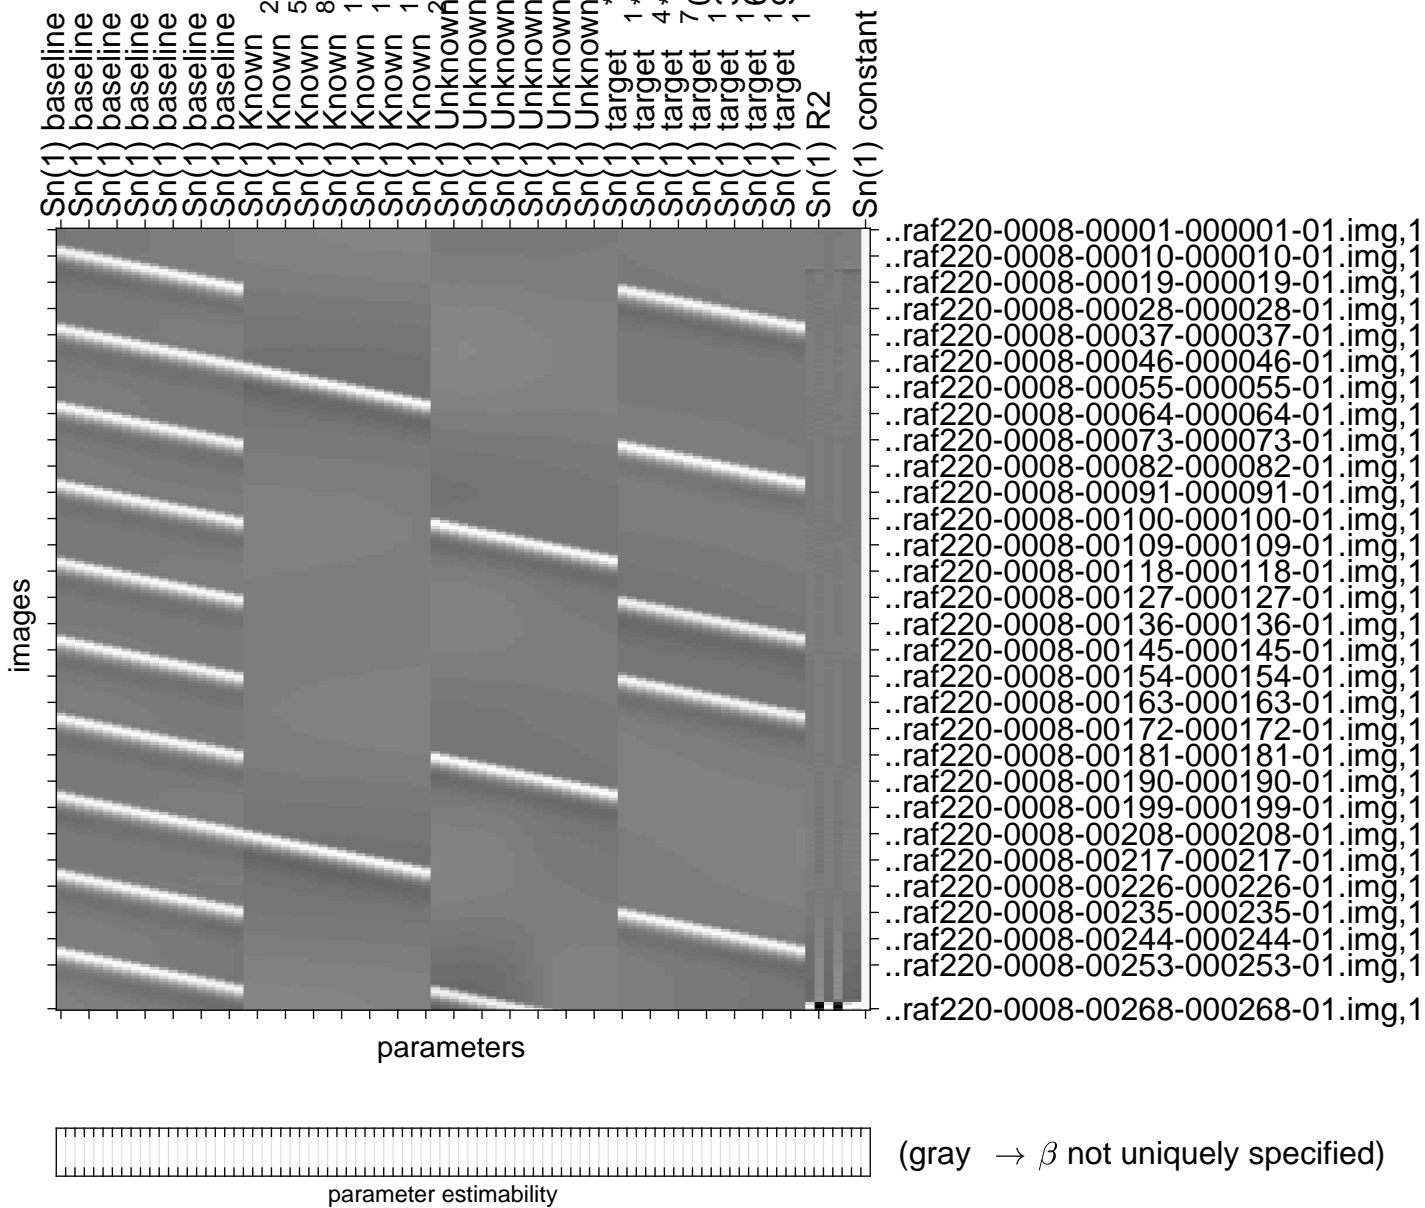 Sn(1) baseline
Sn(1) baseline
Sn(1) baseline
Sn(1) baseline
Sn(1) baseline
Sn(1) baseline
Sn(1) baseline
Sn(1) Known 2
Sn(1) Known 5
Sn(1) Known 8
Sn(1) Known 1
Sn(1) Known 1
Sn(1) Known 1
Sn(1) Known
Sn(1) Unknown
Sn(1) Unknown
Sn(1) Unknown
Sn(1) Unknown
Sn(1) Unknown
Sn(1) Unknown
Sn(1) target
Sn(1) target 1
Sn(1) target 4
Sn(1) target 7
Sn(1) target 1
Sn(1) target 1
Sn(1) target 1
Sn(1) R2
Sn(1) constant
..raf220-0008-00001-000001-01.img,1
..raf220-0008-00010-000010-01.img,1
..raf220-0008-00019-000019-01.img,1
..raf220-0008-00028-000028-01.img,1
..raf220-0008-00037-000037-01.img,1
..raf220-0008-00046-000046-01.img,1
..raf220-0008-00055-000055-01.img,1
..raf220-0008-00064-000064-01.img,1
..raf220-0008-00073-000073-01.img,1
..raf220-0008-00082-000082-01.img,1
..raf220-0008-00091-000091-01.img,1
..raf220-0008-00100-000100-01.img,1
..raf220-0008-00109-000109-01.img,1
..raf220-0008-00118-000118-01.img,1
..raf220-0008-00127-000127-01.img,1
..raf220-0008-00136-000136-01.img,1
..raf220-0008-00145-000145-01.img,1
..raf220-0008-00154-000154-01.img,1
..raf220-0008-00163-000163-01.img,1
..raf220-0008-00172-000172-01.img,1
..raf220-0008-00181-000181-01.img,1
..raf220-0008-00190-000190-01.img,1
..raf220-0008-00199-000199-01.img,1
..raf220-0008-00208-000208-01.img,1
..raf220-0008-00217-000217-01.img,1
..raf220-0008-00226-000226-01.img,1
..raf220-0008-00235-000235-01.img,1
..raf220-0008-00244-000244-01.img,1
..raf220-0008-00253-000253-01.img,1
..raf220-0008-00268-000268-01.img,1
images
parameters
(gray → β not uniquely specified)
parameter estimability